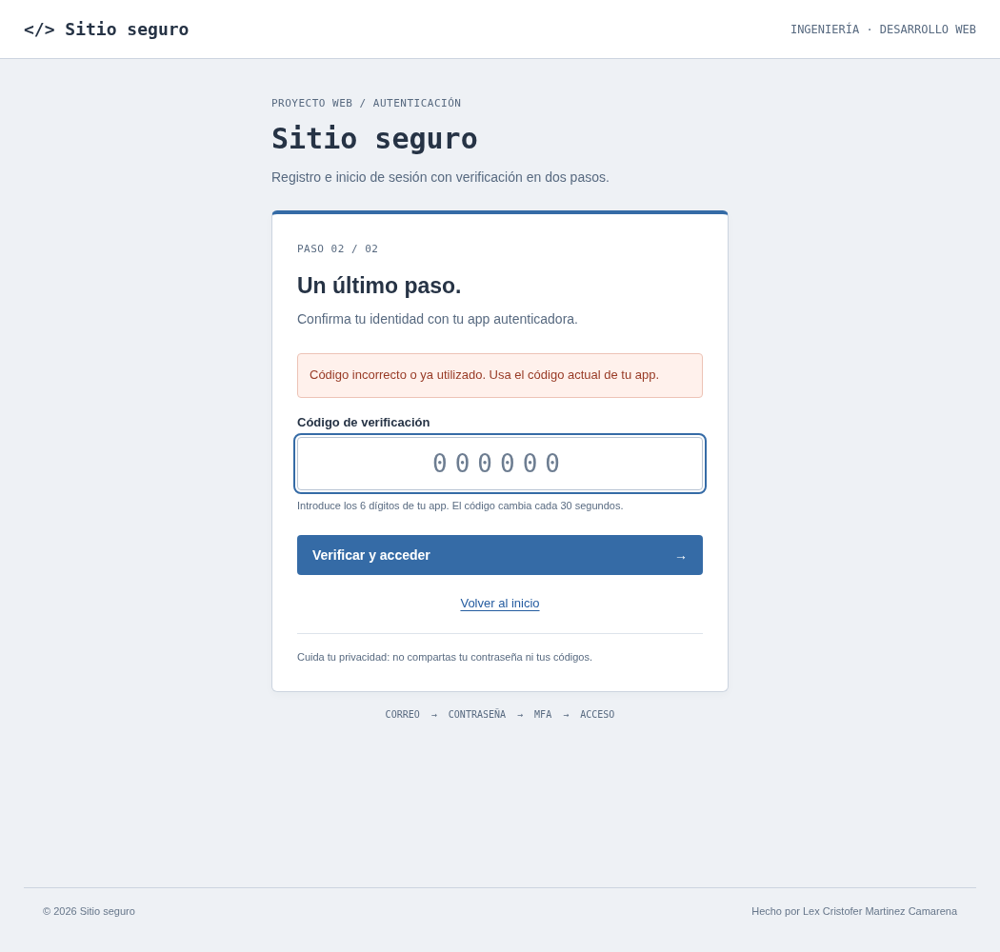 </> Sitio seguro
INGENIERÍA · DESARROLLO WEB
PROYECTO WEB / AUTENTICACIÓN
Sitio seguro
Registro e inicio de sesión con verificación en dos pasos.
PASO 02 / 02
Un último paso.
Confirma tu identidad con tu app autenticadora.
Código incorrecto o ya utilizado. Usa el código actual de tu app.
Código de verificación
000000
Introduce los 6 dígitos de tu app. El código cambia cada 30 segundos.
Verificar y acceder →
Volver al inicio
Cuida tu privacidad: no compartas tu contraseña ni tus códigos.
CORREO → CONTRASEÑA → MFA → ACCESO
© 2026 Sitio seguro
Hecho por Lex Cristofer Martinez Camarena